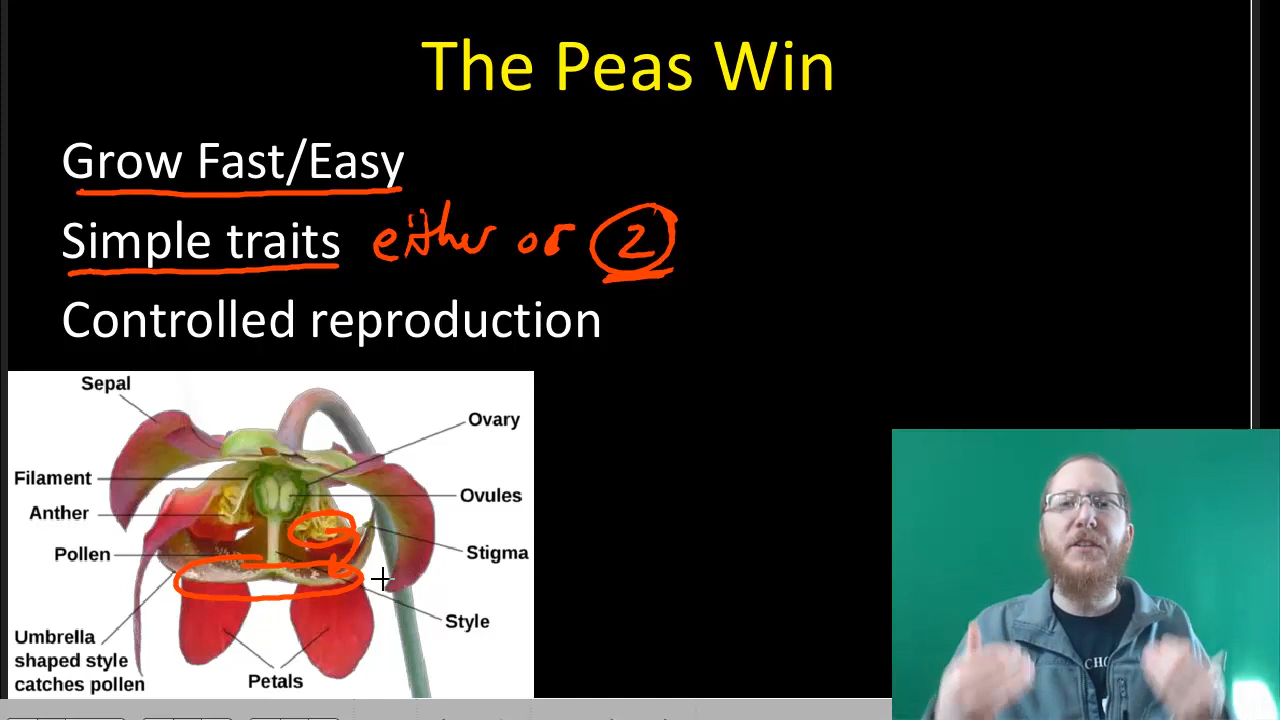 The Peas Win
Grow Fast/Easy
Simple traits either or 2
Controlled reproduction
Sepal
Ovary
Filament
Ovules
Anther
Pollen
Stigma
Style
Umbrella
shaped style
catches pollen
Petals
CHO